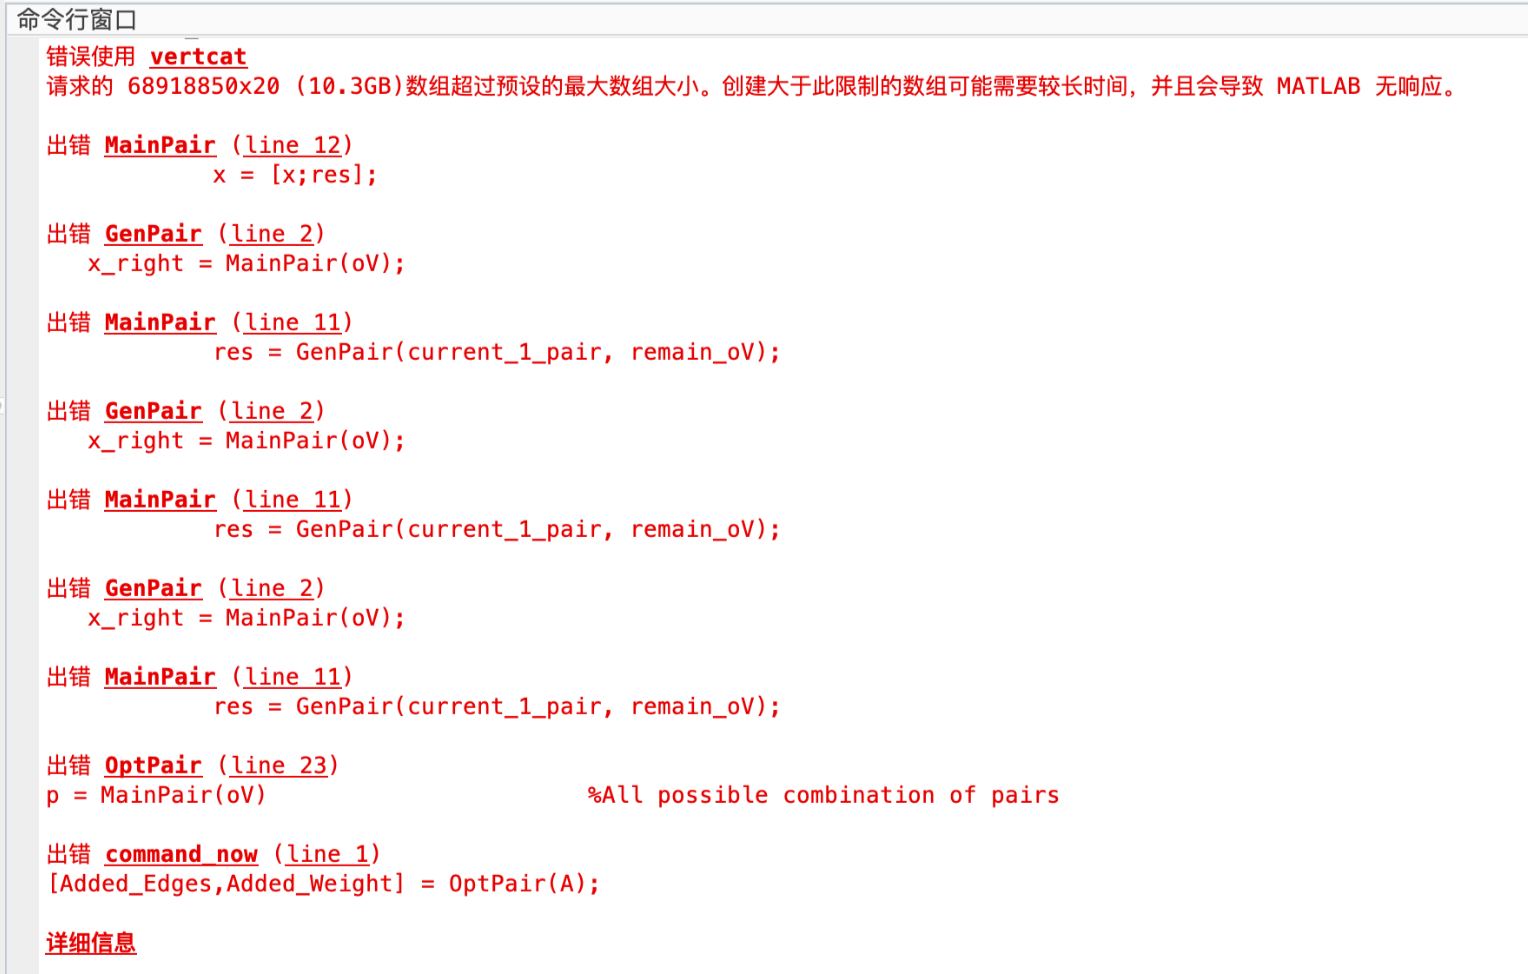 命令行窗口
错误使用 vertcat
请求的 68918850x20 (10.3GB)数组超过预设的最大数组大小。创建大于此限制的数组可能需要较长时间，并且会导致 MATLAB 无响应。
出错 MainPair (line 12)
x = [x;res];
出错 GenPair (line 2)
x_right = MainPair(oV);
出错 MainPair (line 11)
res = GenPair(current_1_pair, remain_oV);
出错 GenPair (line 2)
x_right = MainPair(oV);
出错 MainPair (line 11)
res = GenPair(current_1_pair, remain_oV);
出错 GenPair (line 2)
x_right = MainPair(oV);
出错 MainPair (line 11)
res = GenPair(current_1_pair, remain_oV);
出错 OptPair (line 23)
p = MainPair(oV) %All possible combination of pairs
出错 command_now (line 1)
[Added_Edges,Added_Weight] = OptPair(A);
详细信息